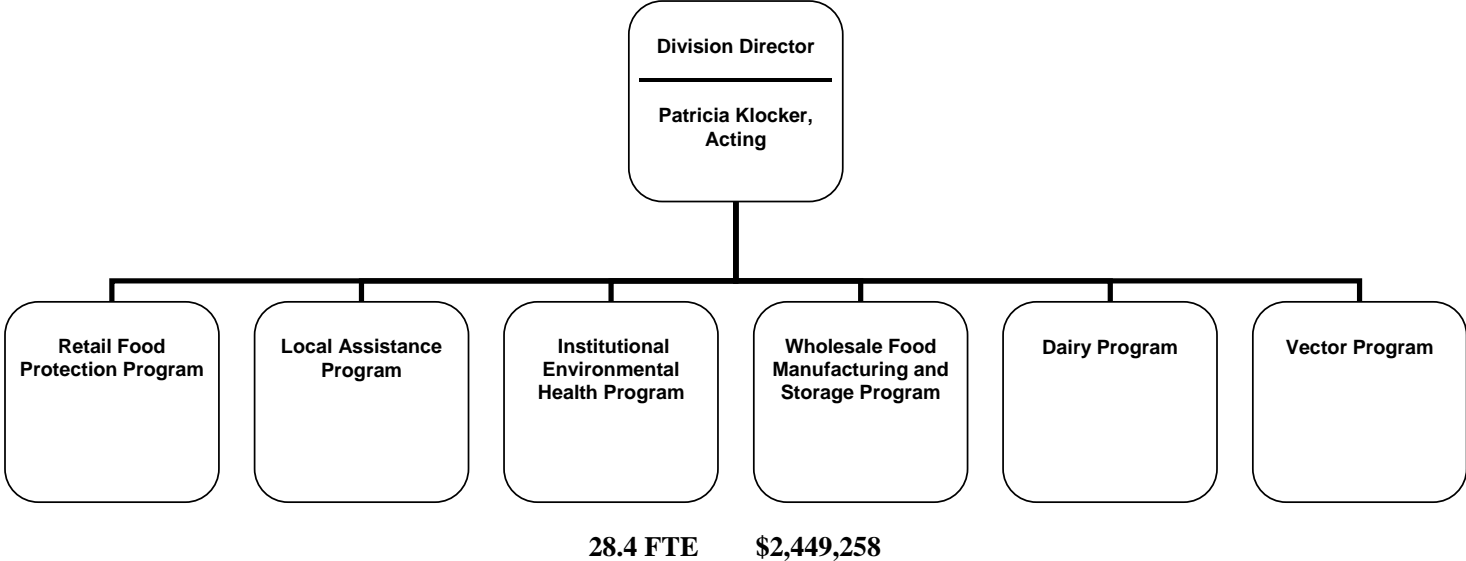 Division Director
Patricia Klocker,
Acting
Retail Food
Protection Program
Local Assistance
Program
Institutional
Environmental
Health Program
Wholesale Food
Manufacturing and
Storage Program
Dairy Program
Vector Program
28.4 FTE $2,449,258